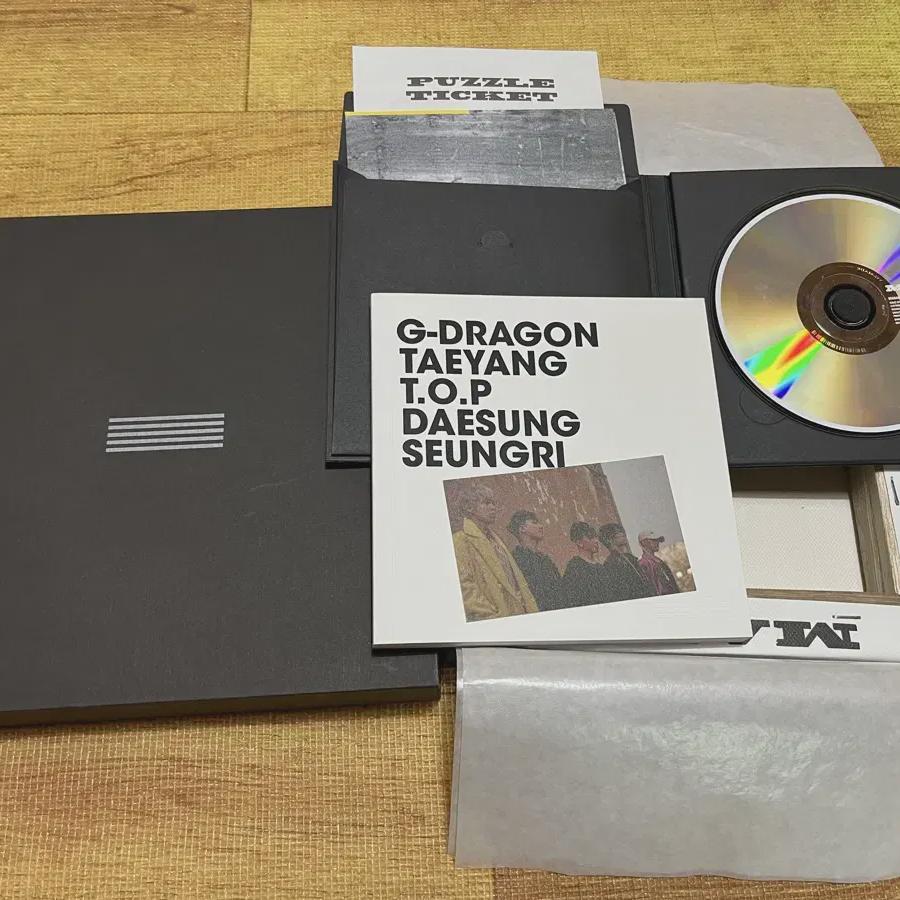 PUZZLE
TICKET
G-DRAGON
TAEYANG
T.O.P
DAESUNG
SEUNGRI